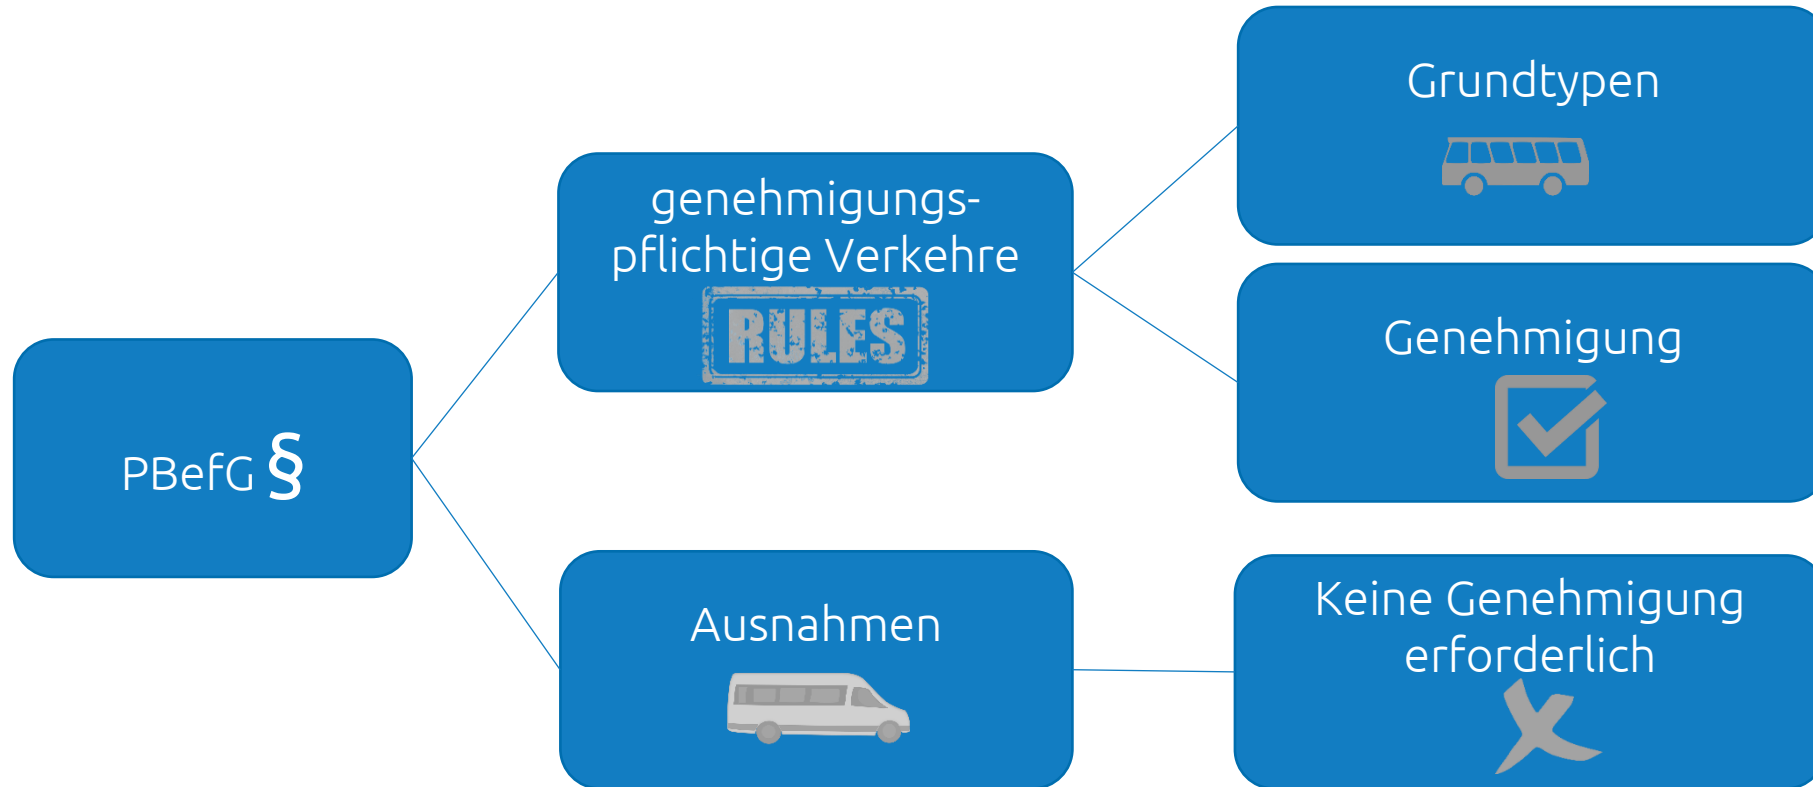 PBefG §
genehmigungs-
pflichtige Verkehre
RULES
Grundtypen
Genehmigung
Ausnahmen
Keine Genehmigung
erforderlich